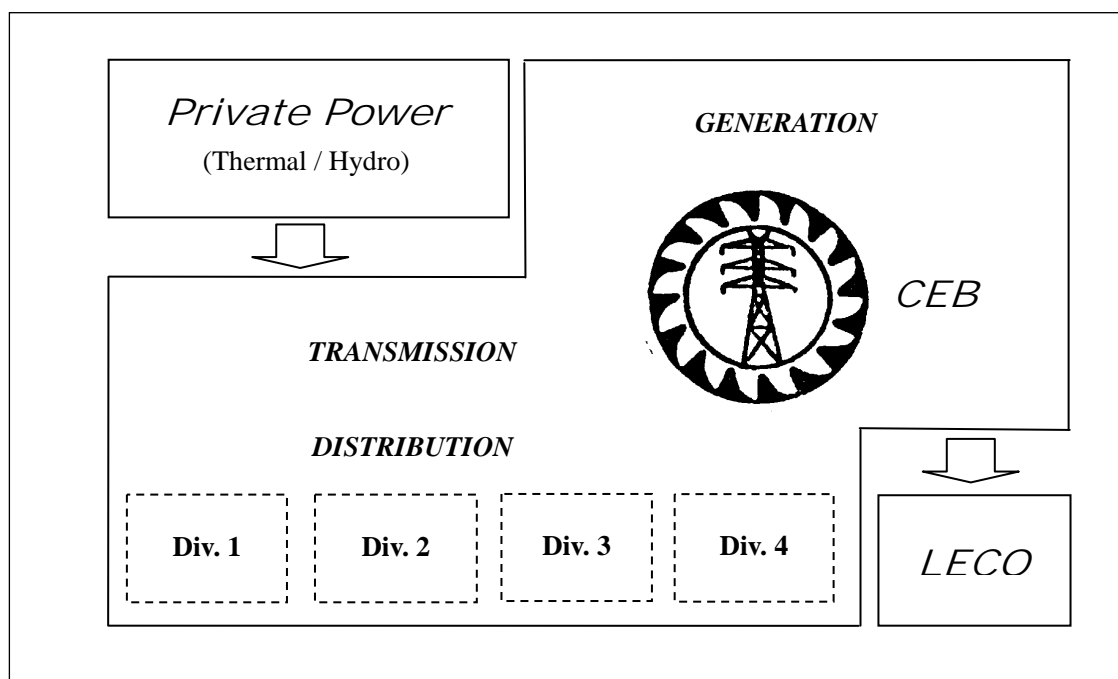 Private Power
(Thermal / Hydro)
GENERATION
CEB
TRANSMISSION
DISTRIBUTION
Div. 1
Div. 2
Div. 3
Div. 4
LECO